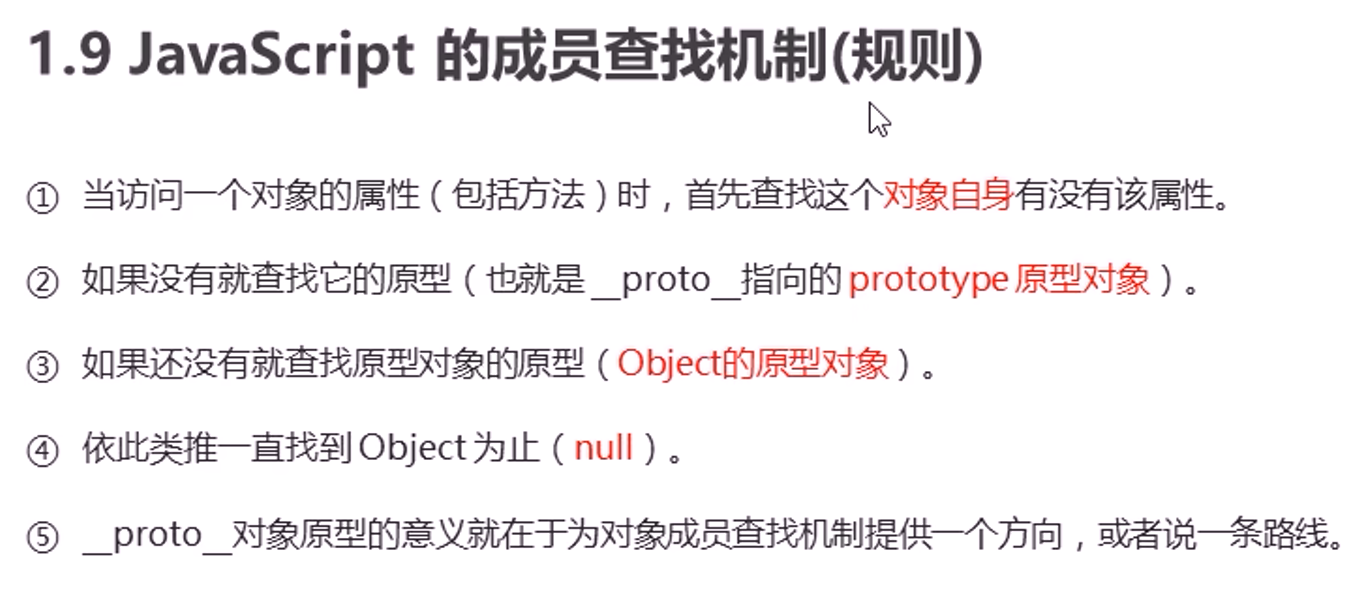 1.9 JavaScript 的成员查找机制(规则)
① 当访问一个对象的属性（包括方法）时，首先查找这个对象自身有没有该属性。
② 如果没有就查找它的原型（也就是 __proto__指向的 prototype 原型对象）。
③ 如果还没有就查找原型对象的原型（Object的原型对象）。
④ 依此类推一直找到 Object 为止（null）。
⑤ __proto__对象原型的意义就在于为对象成员查找机制提供一个方向，或者说一条路线。